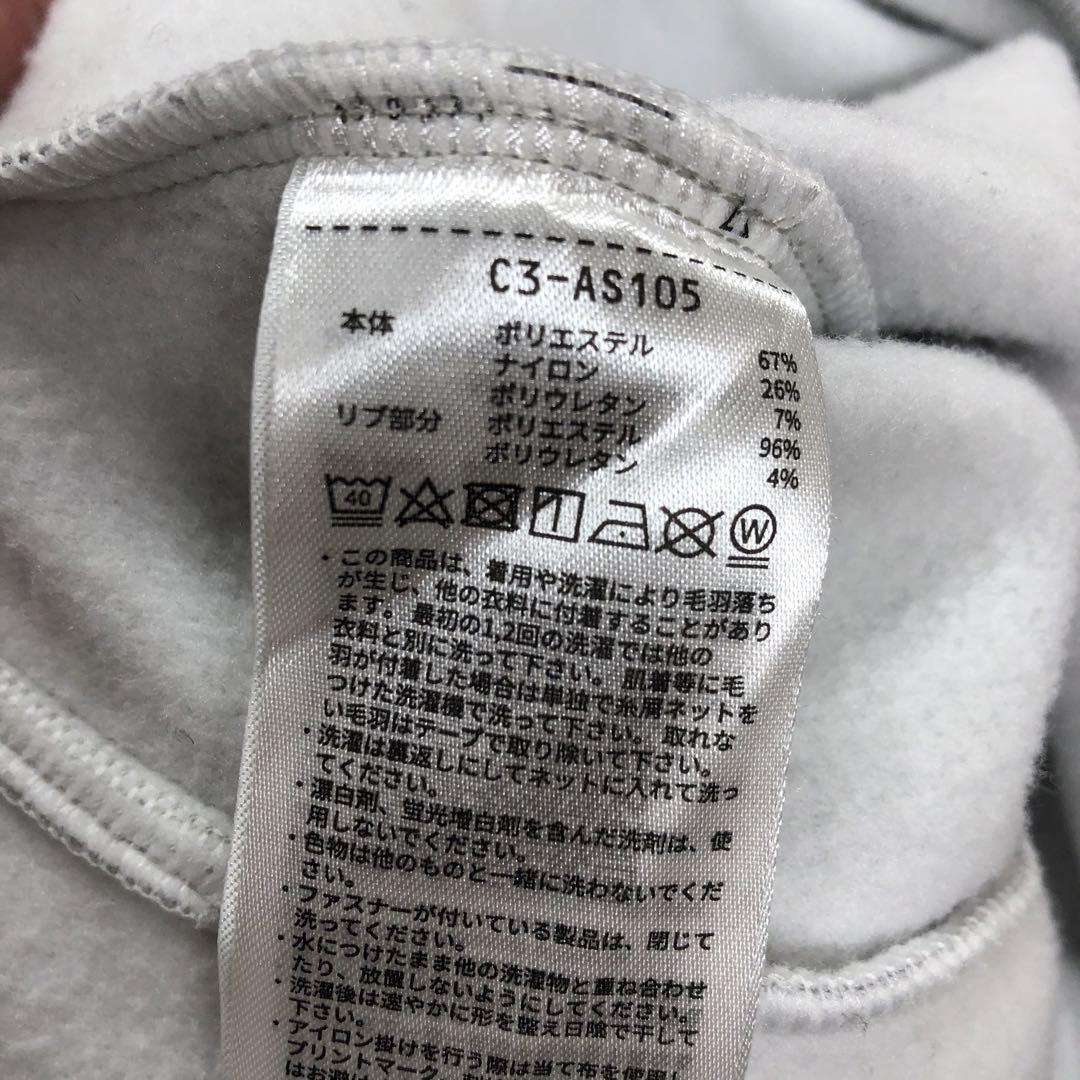 C3-AS105
本体 ポリエステル 67%
ナイロン 26%
ポリウレタン 7%
リブ部分 ポリエステル 96%
ポリウレタン 4%
40 W
・この商品は、着用や洗濯により毛羽落ち
が生じ、他の衣料に付着することがあり
ます。最初の1,2回の洗濯では他の
衣料と別に洗って下さい。肌着等に毛
羽が付着した場合は単独で糸屑ネットを
つけた洗濯機で洗って下さい。取れな
い毛羽はテープで取り除いて下さい。
・洗濯は裏返しにしてネットに入れて洗っ
てください。
・漂白剤、蛍光増白剤を含んだ洗剤は、使
用しないでください。
・色物は他のものと一緒に洗わないでくだ
さい。
・ファスナーが付いている製品は、閉じて
洗ってください。
・水につけたまま他の洗濯物と重ね合わせ
たり、放置しないようにしてください。
・洗濯後は速やかに形を整え日陰で干して
下さい。
・アイロン掛けを行う際は当て布を使用し
プリントマーク、
はお避け